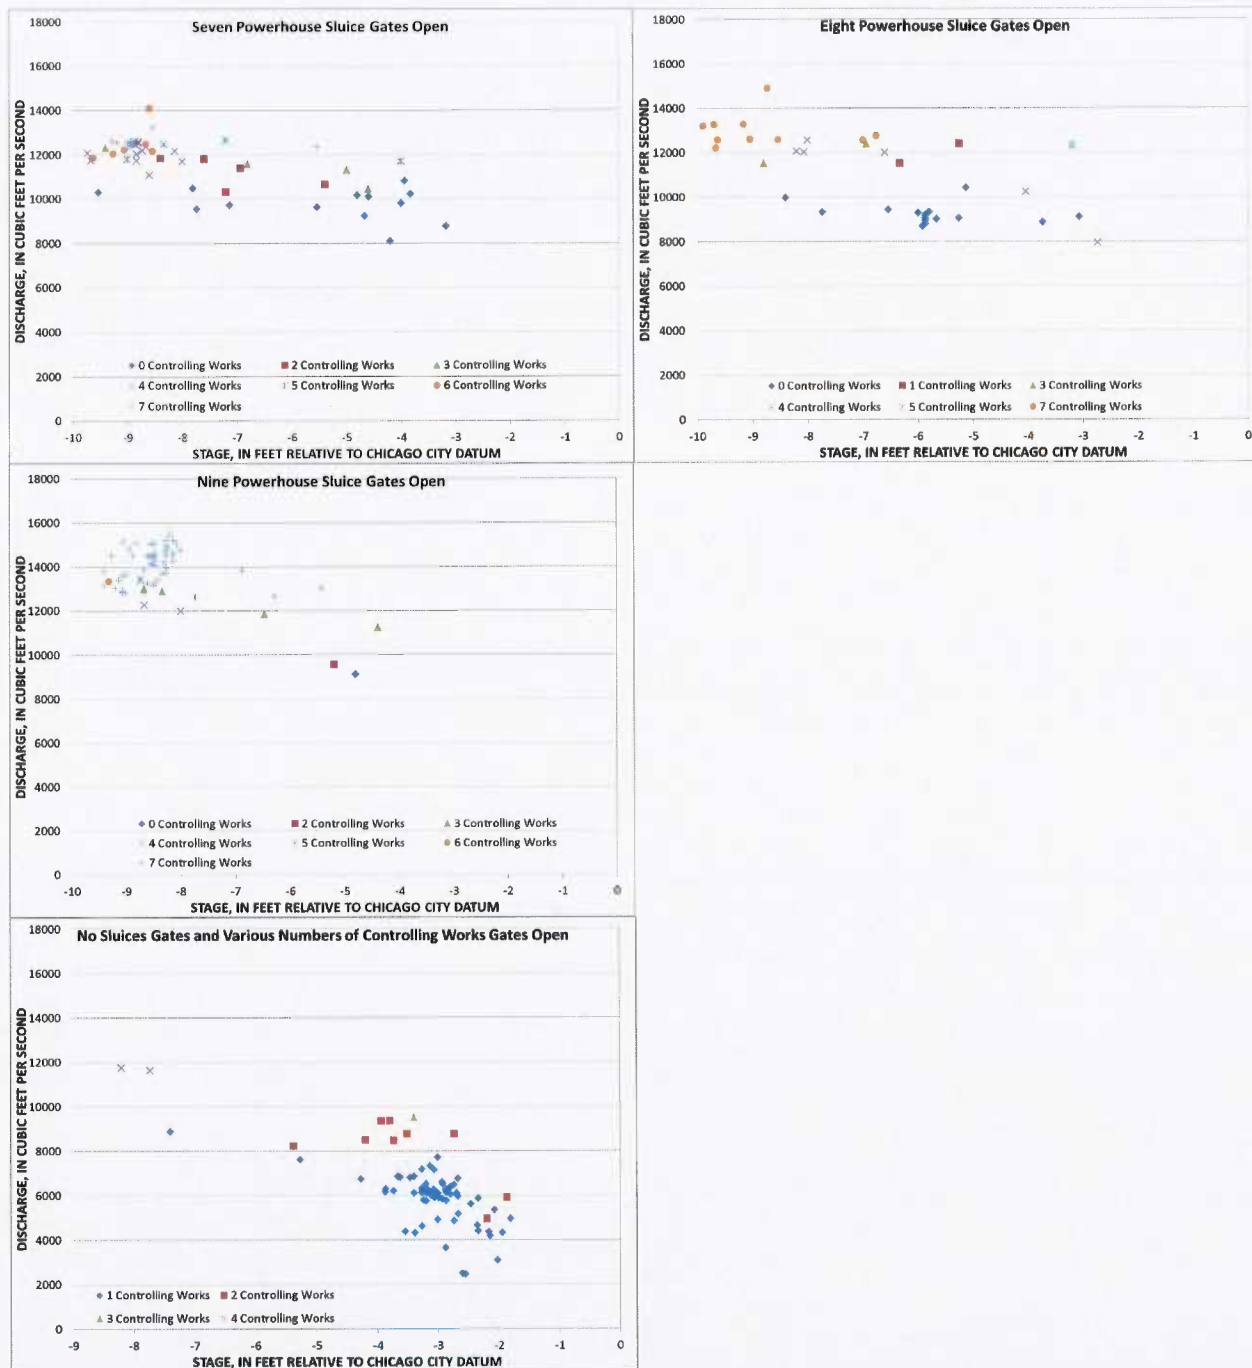 Seven Powerhouse Sluice Gates Open
DISCHARGE, IN CUBIC FEET PER SECOND
18000
16000
14000
12000
10000
8000
6000
4000
2000
0
0 Controlling Works 2 Controlling Works 3 Controlling Works
4 Controlling Works 5 Controlling Works 6 Controlling Works
7 Controlling Works
-10 -9 -8 -7 -6 -5 -4 -3 -2 -1 0
STAGE, IN FEET RELATIVE TO CHICAGO CITY DATUM
Eight Powerhouse Sluice Gates Open
DISCHARGE, IN CUBIC FEET PER SECOND
18000
16000
14000
12000
10000
8000
6000
4000
2000
0
0 Controlling Works 1 Controlling Works 3 Controlling Works
4 Controlling Works 5 Controlling Works 7 Controlling Works
-10 -9 -8 -7 -6 -5 -4 -3 -2 -1 0
STAGE, IN FEET RELATIVE TO CHICAGO CITY DATUM
Nine Powerhouse Sluice Gates Open
DISCHARGE, IN CUBIC FEET PER SECOND
18000
16000
14000
12000
10000
8000
6000
4000
2000
0
0 Controlling Works 2 Controlling Works 3 Controlling Works
4 Controlling Works 5 Controlling Works 6 Controlling Works
7 Controlling Works
-10 -9 -8 -7 -6 -5 -4 -3 -2 -1 0
STAGE, IN FEET RELATIVE TO CHICAGO CITY DATUM
No Sluices Gates and Various Numbers of Controlling Works Gates Open
DISCHARGE, IN CUBIC FEET PER SECOND
18000
16000
14000
12000
10000
8000
6000
4000
2000
0
1 Controlling Works 2 Controlling Works
3 Controlling Works 4 Controlling Works
-9 -8 -7 -6 -5 -4 -3 -2 -1 0
STAGE, IN FEET RELATIVE TO CHICAGO CITY DATUM